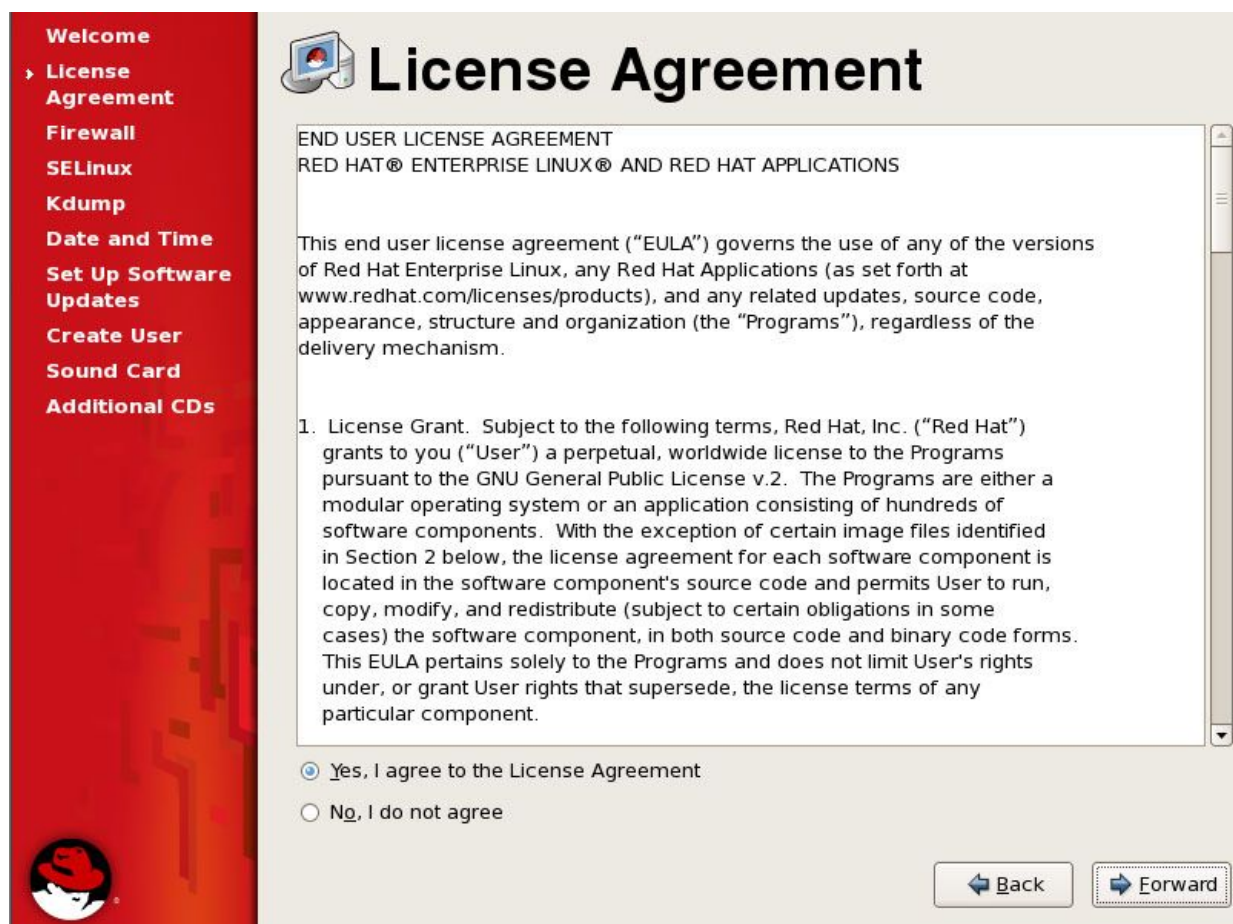 Welcome
License
Agreement
Firewall
SELinux
Kdump
Date and Time
Set Up Software
Updates
Create User
Sound Card
Additional CDs
License Agreement
END USER LICENSE AGREEMENT
RED HAT® ENTERPRISE LINUX® AND RED HAT APPLICATIONS
This end user license agreement (“EULA”) governs the use of any of the versions
of Red Hat Enterprise Linux, any Red Hat Applications (as set forth at
www.redhat.com/licenses/products), and any related updates, source code,
appearance, structure and organization (the “Programs”), regardless of the
delivery mechanism.
1. License Grant. Subject to the following terms, Red Hat, Inc. (“Red Hat”)
grants to you (“User”) a perpetual, worldwide license to the Programs
pursuant to the GNU General Public License v.2. The Programs are either a
modular operating system or an application consisting of hundreds of
software components. With the exception of certain image files identified
in Section 2 below, the license agreement for each software component is
located in the software component's source code and permits User to run,
copy, modify, and redistribute (subject to certain obligations in some
cases) the software component, in both source code and binary code forms.
This EULA pertains solely to the Programs and does not limit User's rights
under, or grant User rights that supersede, the license terms of any
particular component.
Yes, I agree to the License Agreement
No, I do not agree
Back
Forward